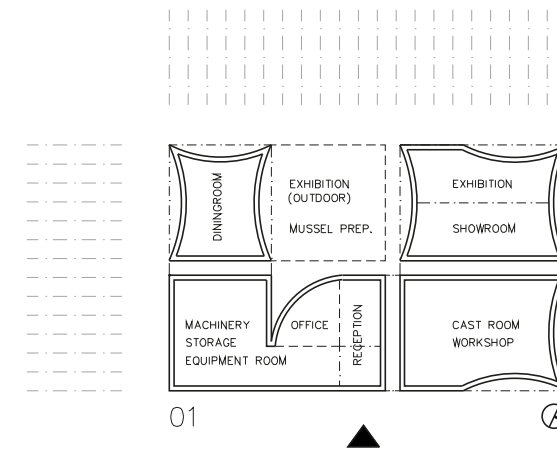 DININGROOM
EXHIBITION
(OUTDOOR)
MUSSEL PREP.
EXHIBITION
SHOWROOM
MACHINERY
STORAGE
EQUIPMENT ROOM
OFFICE
RECEPTION
CAST ROOM
WORKSHOP
01